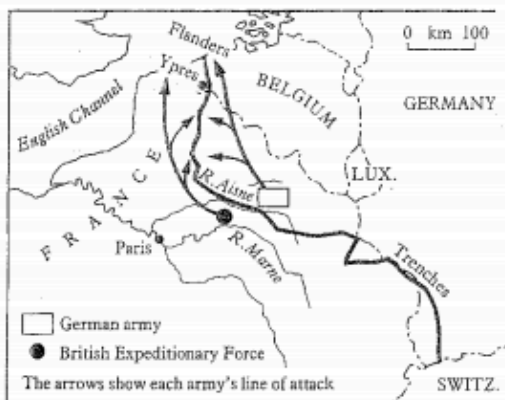 Flanders
0 km 100
Ypres
BELGIUM
GERMANY
English Channel
LUX.
R. Aisne
FRANCE
Paris
R. Marne
Trenches
German army
British Expeditionary Force
The arrows show each army's line of attack
SWITZ.